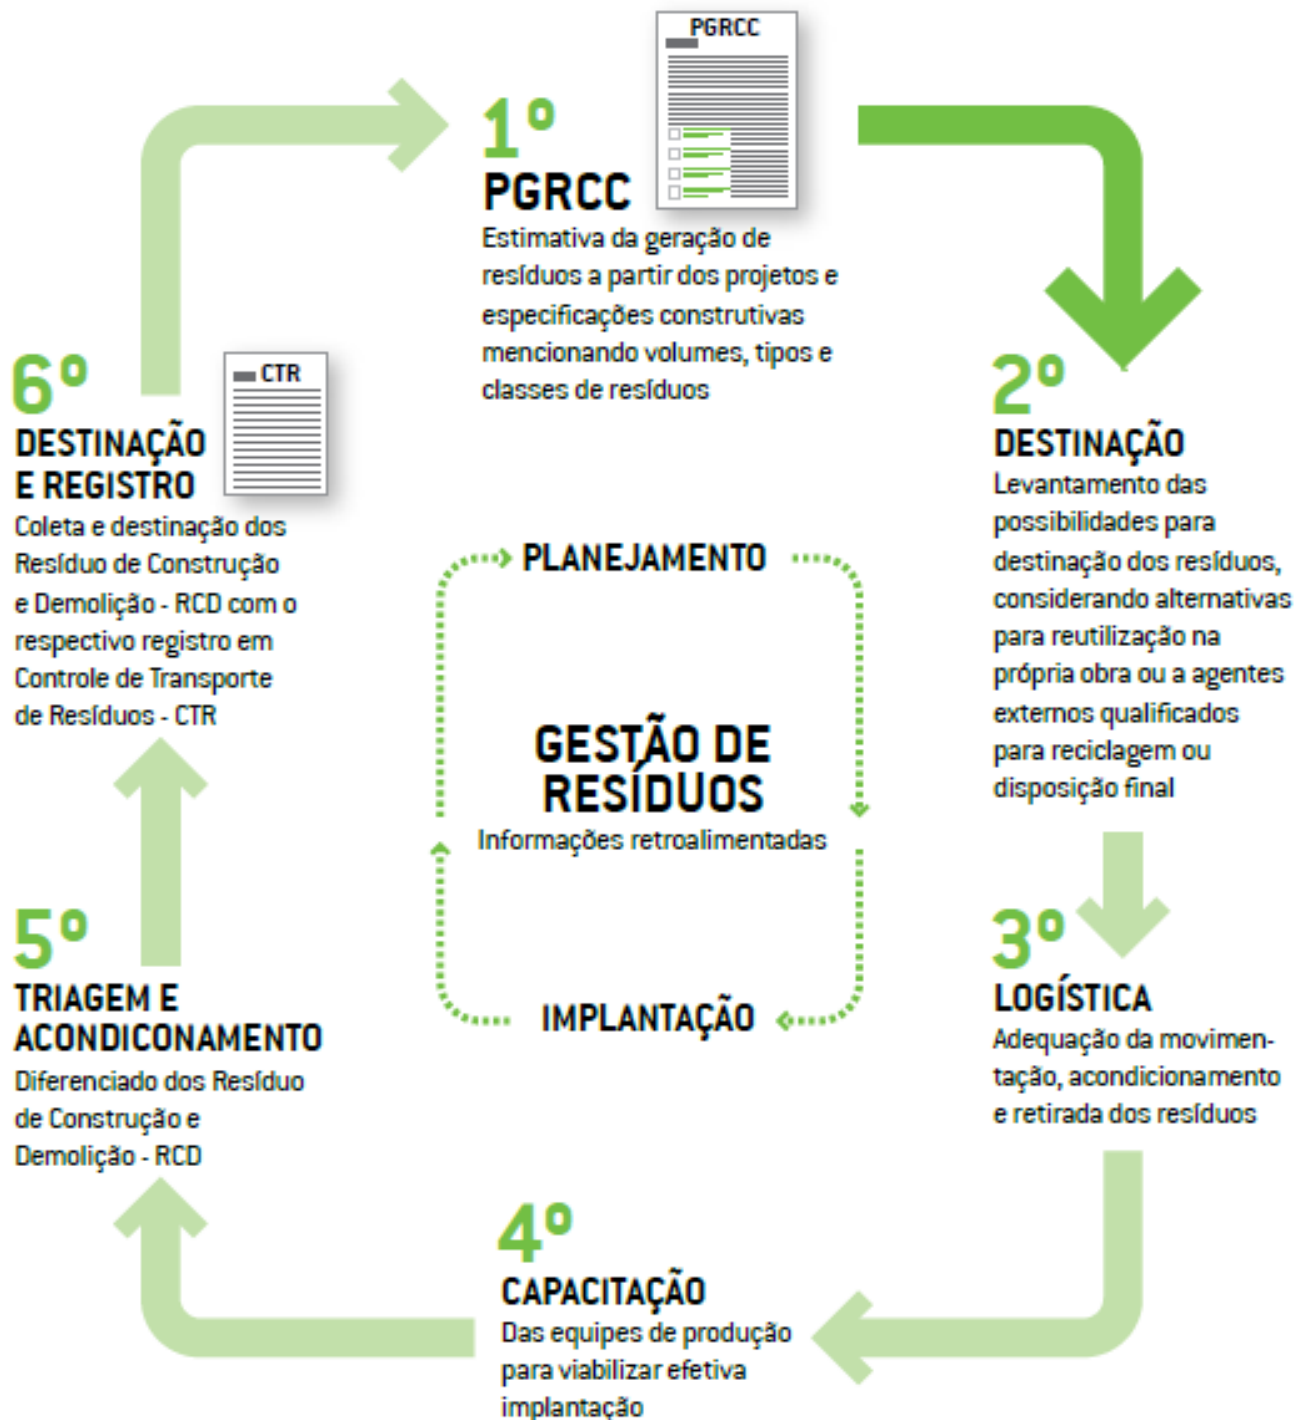 PGRCC
1º
PGRCC
Estimativa da geração de
resíduos a partir dos projetos e
especificações construtivas
mencionando volumes, tipos e
classes de resíduos
2º
DESTINAÇÃO
Levantamento das
possibilidades para
destinação dos resíduos,
considerando alternativas
para reutilização na
própria obra ou a agentes
externos qualificados
para reciclagem ou
disposição final
3º
LOGÍSTICA
Adequação da movimen-
tação, acondicionamento
e retirada dos resíduos
4º
CAPACITAÇÃO
Das equipes de produção
para viabilizar efetiva
implantação
5º
TRIAGEM E
ACONDICONAMENTO
Diferenciado dos Resíduo
de Construção e
Demolição - RCD
6º
CTR
DESTINAÇÃO
E REGISTRO
Coleta e destinação dos
Resíduo de Construção
e Demolição - RCD com o
respectivo registro em
Controle de Transporte
de Resíduos - CTR
PLANEJAMENTO
GESTÃO DE
RESÍDUOS
Informações retroalimentadas
IMPLANTAÇÃO